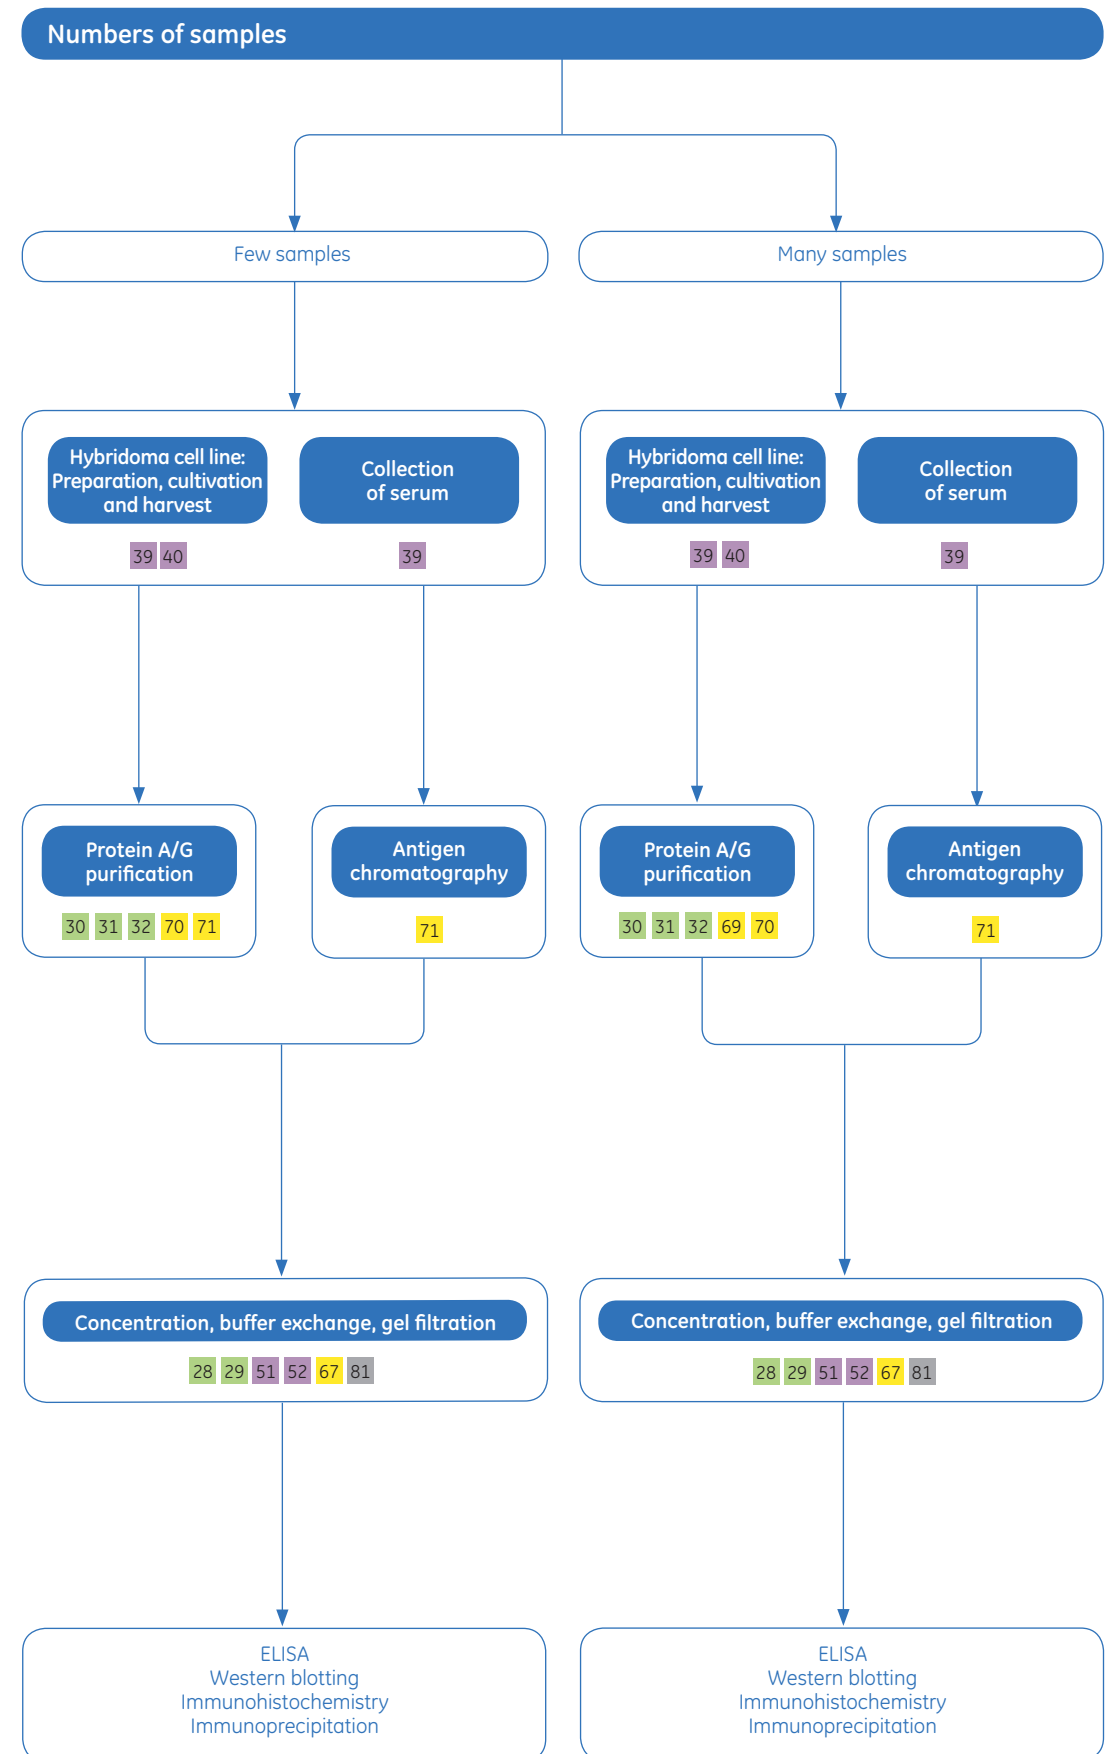 Numbers of samples
Few samples
Many samples
Hybridoma cell line:
Preparation, cultivation
and harvest
Collection
of serum
39 40
39
Hybridoma cell line:
Preparation, cultivation
and harvest
Collection
of serum
39 40
39
Protein A/G
purification
30 31 32 70 71
Antigen
chromatography
71
Protein A/G
purification
30 31 32 69 70
Antigen
chromatography
71
Concentration, buffer exchange, gel filtration
28 29 51 52 67 81
Concentration, buffer exchange, gel filtration
28 29 51 52 67 81
ELISA
Western blotting
Immunohistochemistry
Immunoprecipitation
ELISA
Western blotting
Immunohistochemistry
Immunoprecipitation